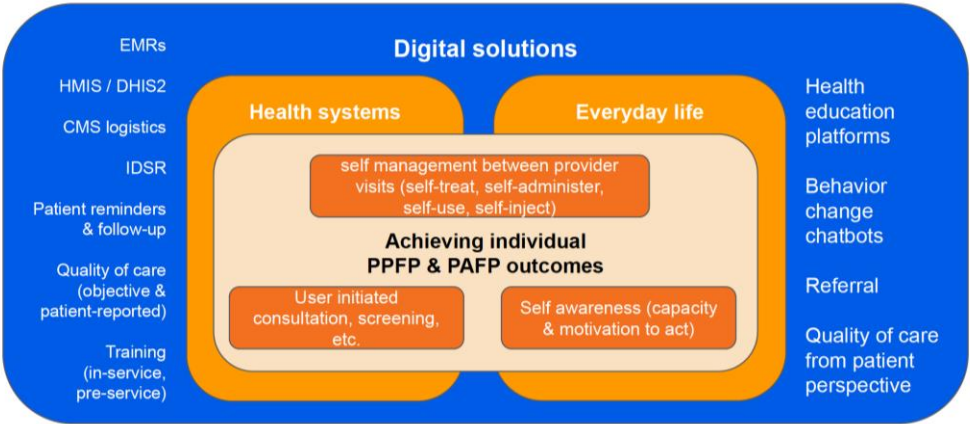 Digital solutions
EMRs
HMIS / DHIS2
CMS logistics
IDSR
Patient reminders
& follow-up
Quality of care
(objective &
patient-reported)
Training
(in-service,
pre-service)
Health systems
Everyday life
self management between provider
visits (self-treat, self-administer,
self-use, self-inject)
Achieving individual
PPFP & PAFP outcomes
User initiated
consultation, screening,
etc.
Self awareness (capacity
& motivation to act)
Health
education
platforms
Behavior
change
chatbots
Referral
Quality of care
from patient
perspective